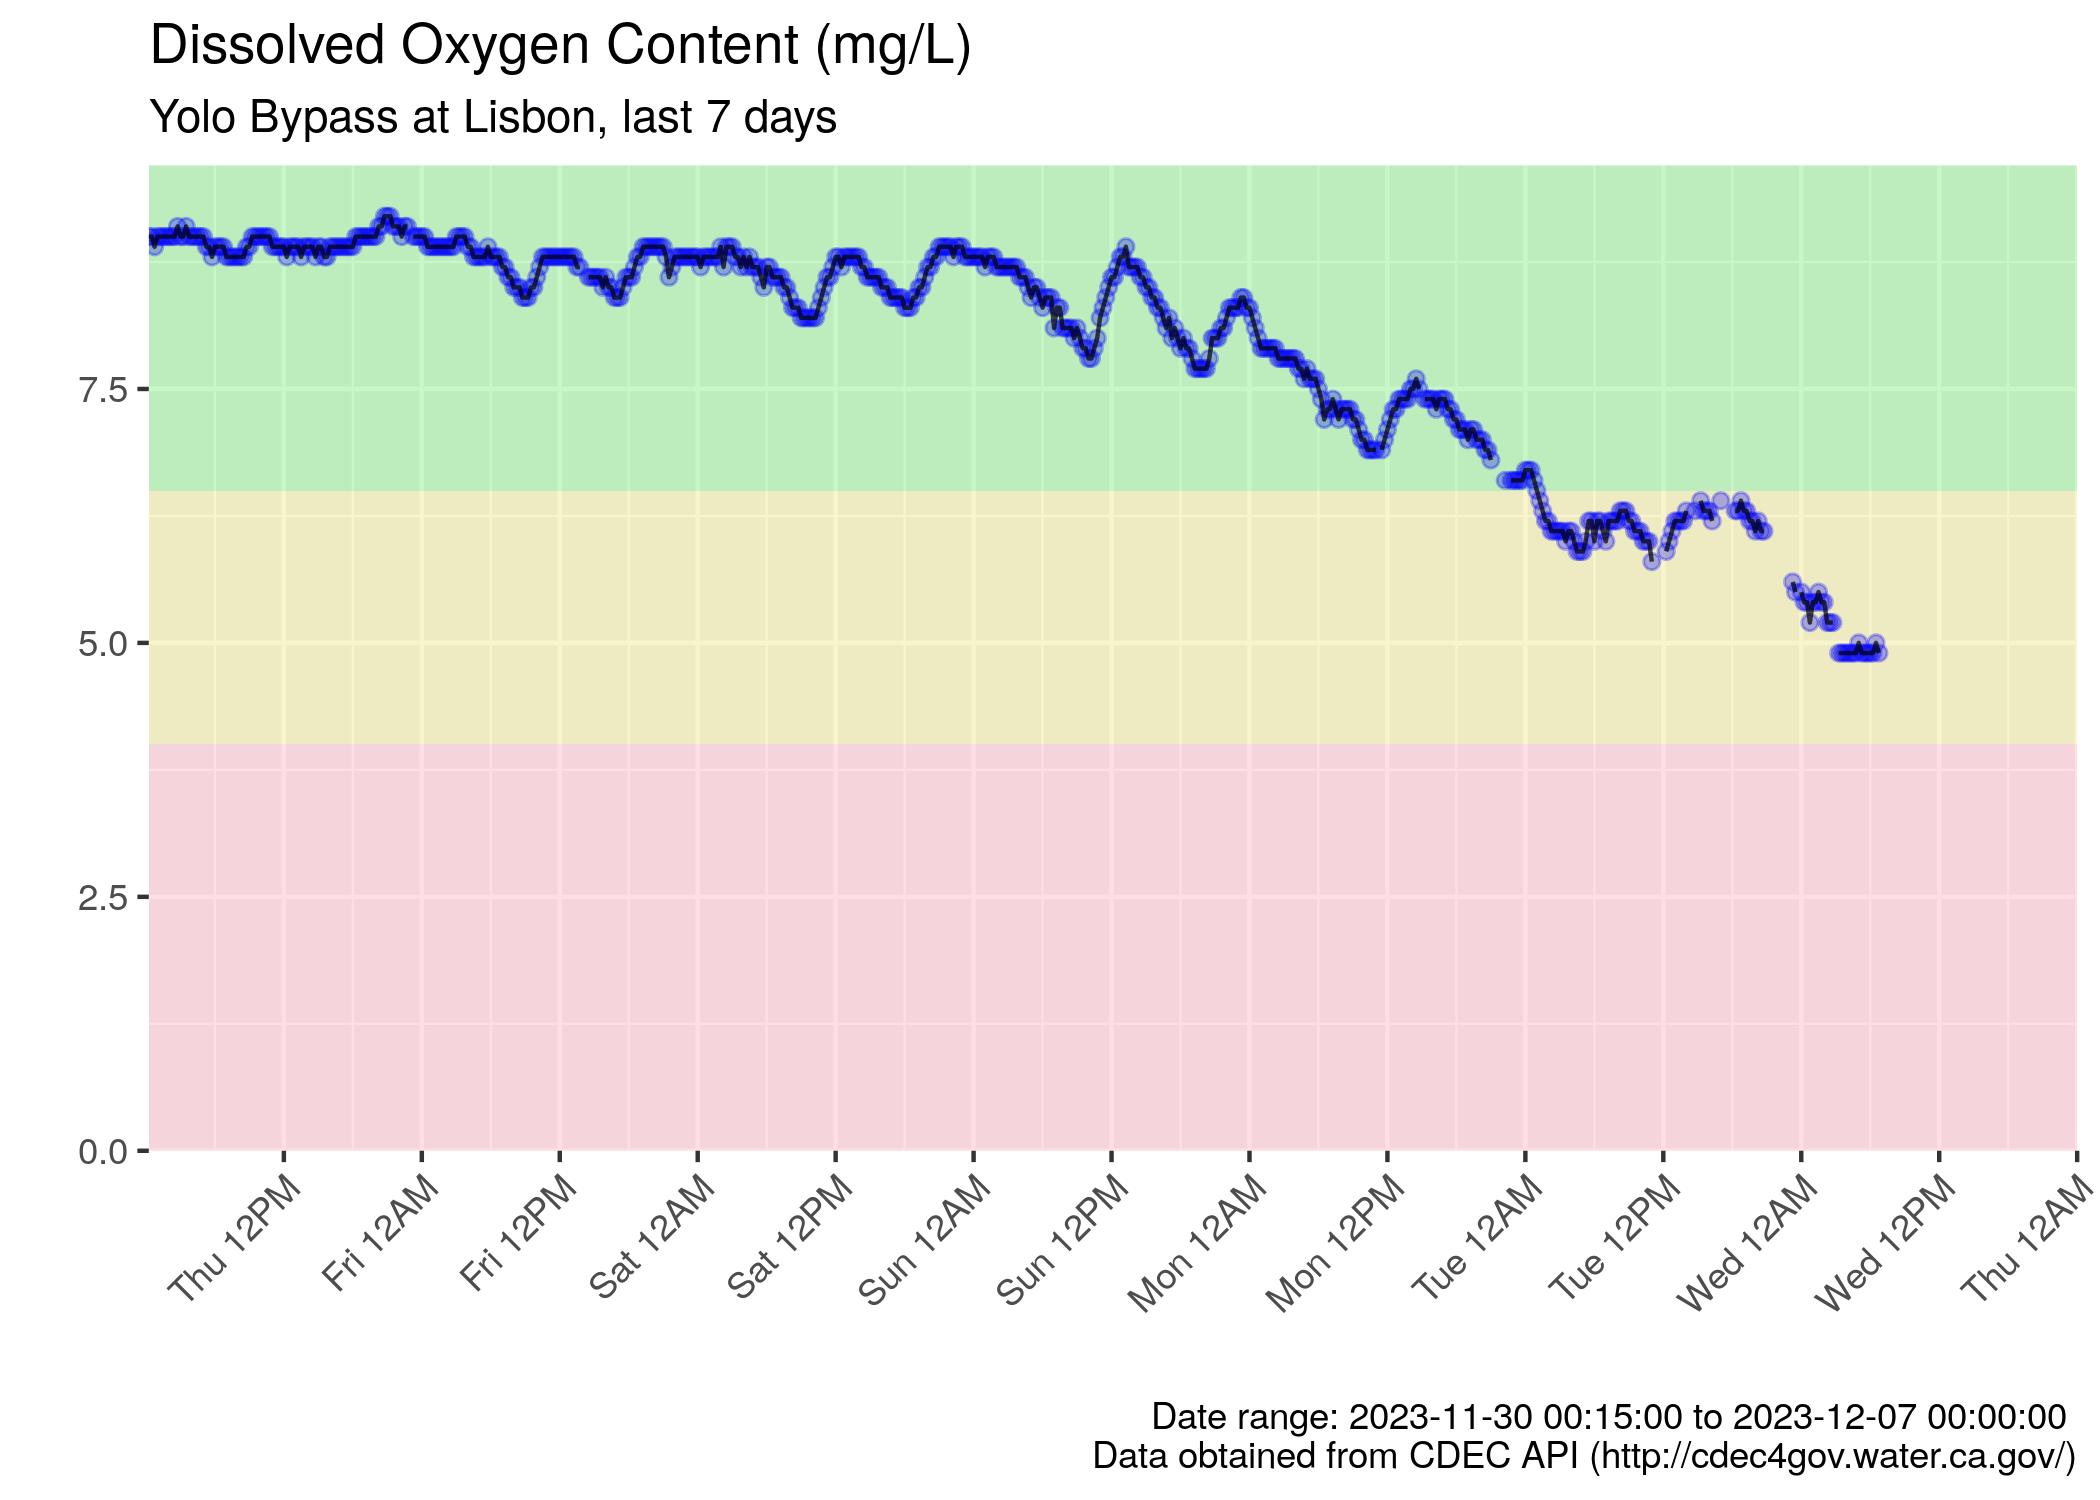 Dissolved Oxygen Content (mg/L)
Yolo Bypass at Lisbon, last 7 days
7.5
5.0
2.5
0.0
Thu 12PM
Fri 12AM
Fri 12PM
Sat 12AM
Sat 12PM
Sun 12AM
Sun 12PM
Mon 12AM
Mon 12PM
Tue 12AM
Tue 12PM
Wed 12AM
Wed 12PM
Thu 12AM
Date range: 2023-11-30 00:15:00 to 2023-12-07 00:00:00
Data obtained from CDEC API (http://cdec4gov.water.ca.gov/)